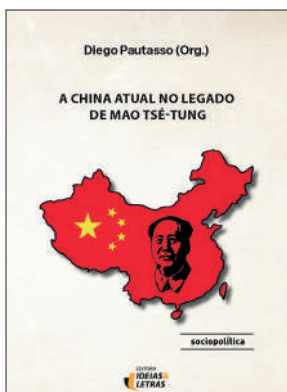 Diego Pautasso (Org.)
A CHINA ATUAL NO LEGADO
DE MAO TSÉ-TUNG
sociopolítica
EDITORA
IDEIAS&
LETRAS